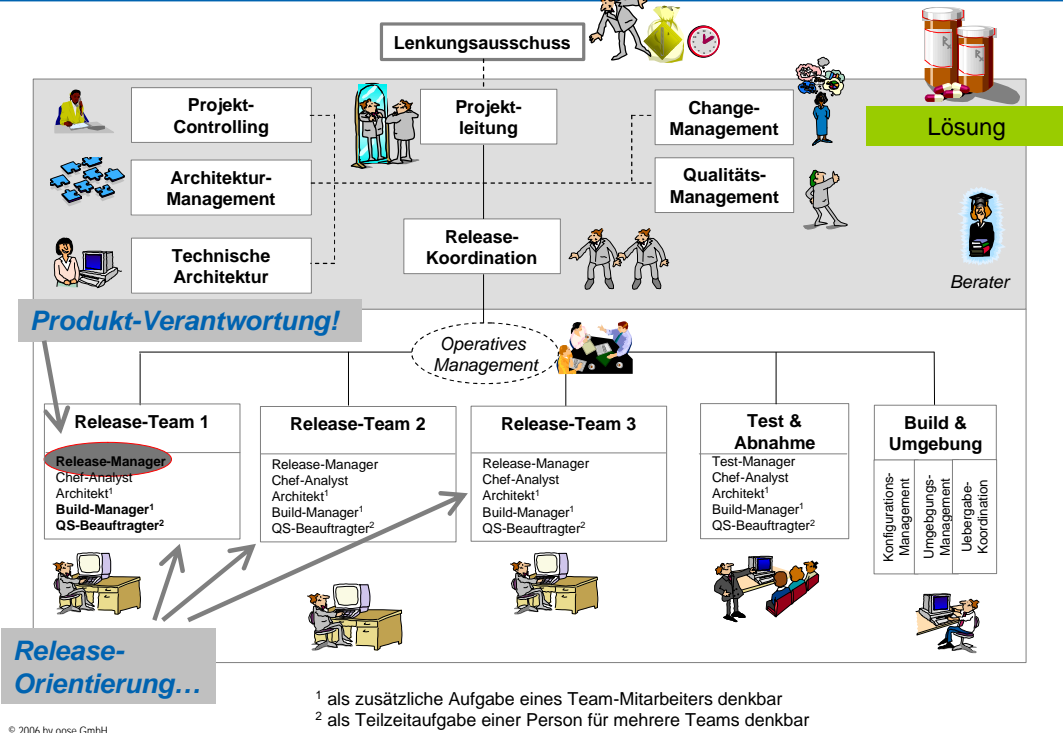 Lenkungsausschuss
Projekt-
Controlling
Projekt-
leitung
Change-
Management
Lösung
Architektur-
Management
Qualitäts-
Management
Technische
Architektur
Release-
Koordination
Berater
Produkt-Verantwortung!
Operatives
Management
Release-Team 1
Release-Manager
Chef-Analyst
Architekt¹
Build-Manager¹
QS-Beauftragter²
Release-Team 2
Release-Manager
Chef-Analyst
Architekt¹
Build-Manager¹
QS-Beauftragter²
Release-Team 3
Release-Manager
Chef-Analyst
Architekt¹
Build-Manager¹
QS-Beauftragter²
Test &
Abnahme
Test-Manager
Chef-Analyst
Architekt¹
Build-Manager¹
QS-Beauftragter²
Build &
Umgebung
Konfigurations-
Management
Umgebgungs-
Management
Uebergabe-
Koordination
Release-
Orientierung…
¹ als zusätzliche Aufgabe eines Team-Mitarbeiters denkbar
² als Teilzeitaufgabe einer Person für mehrere Teams denkbar
© 2006 by oose GmbH